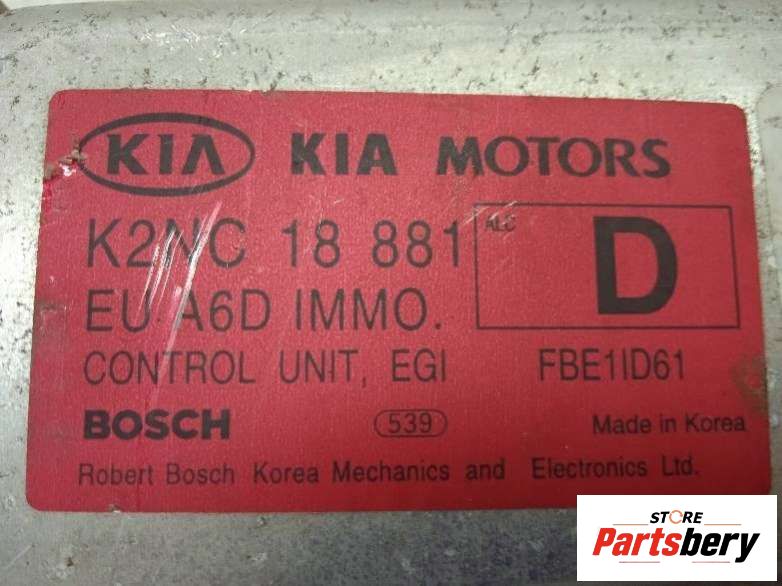 KIA KIA MOTORS
K2NC 18 881 ALC D
EU A6D IMMO.
CONTROL UNIT, EGI FBE1ID61
BOSCH 539 Made in Korea
Robert Bosch Korea Mechanics and Electronics Ltd.
STORE
Partsbery